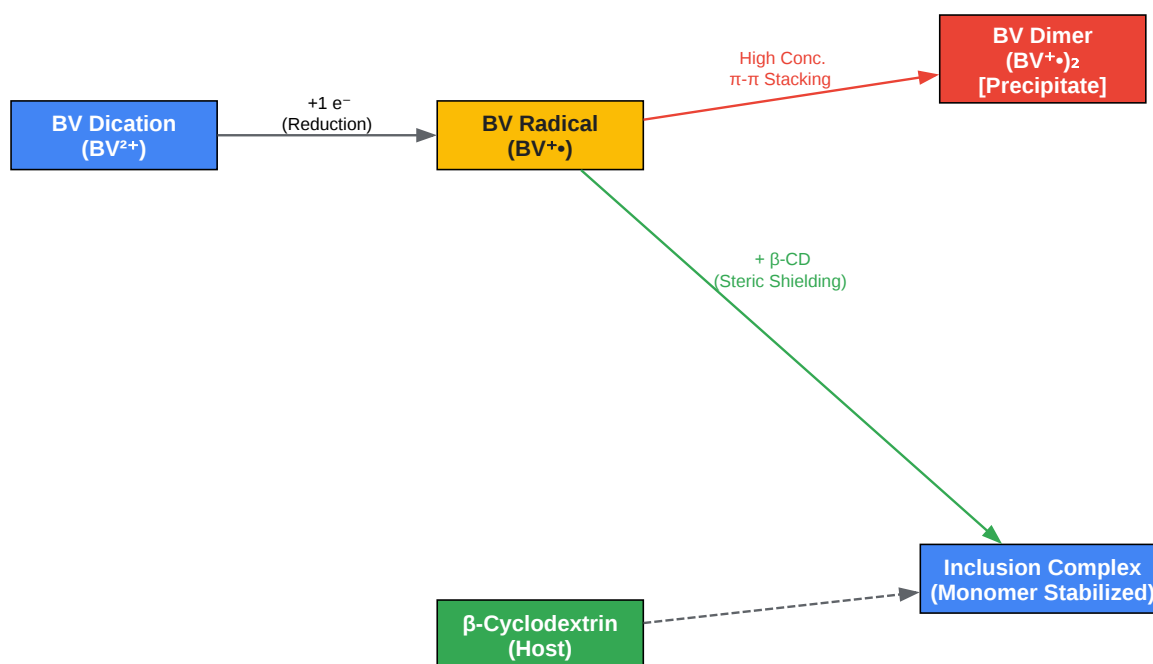 BV Dimer
(BV⁺•)₂
[Precipitate]
High Conc.
π-π Stacking
+1 e⁻
(Reduction)
BV Dication
(BV²⁺)
BV Radical
(BV⁺•)
+ β-CD
(Steric Shielding)
Inclusion Complex
(Monomer Stabilized)
β-Cyclodextrin
(Host)